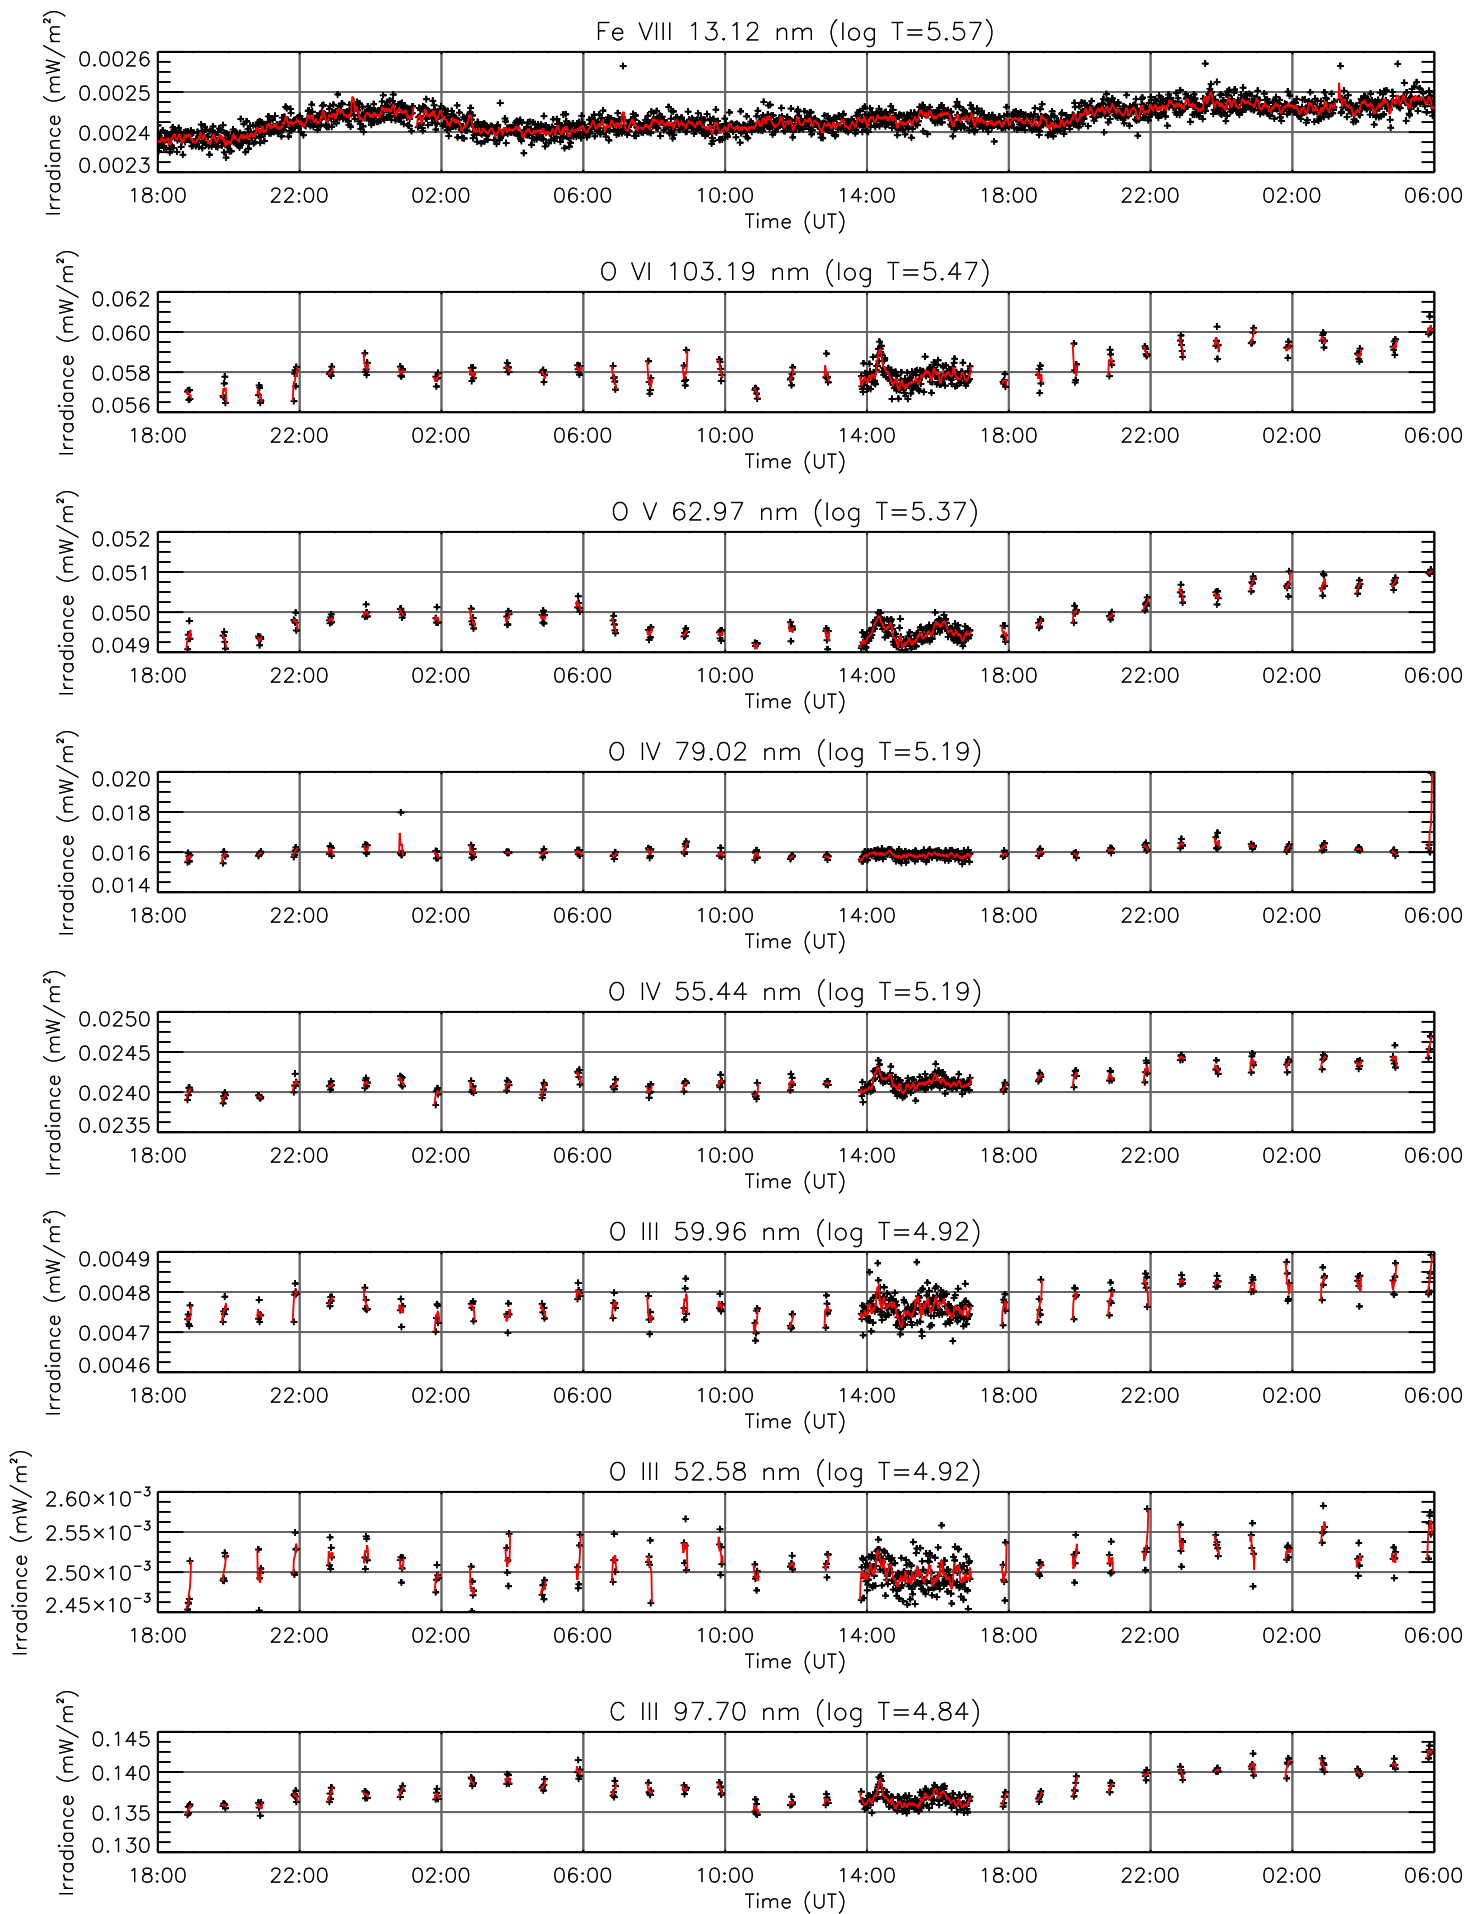 Fe VIII 13.12 nm (log T=5.57)
Irradiance (mW/m²)
0.0026
0.0025
0.0024
0.0023
18:00 22:00 02:00 06:00 10:00 14:00 18:00 22:00 02:00 06:00
Time (UT)
O VI 103.19 nm (log T=5.47)
Irradiance (mW/m²)
0.062
0.060
0.058
0.056
18:00 22:00 02:00 06:00 10:00 14:00 18:00 22:00 02:00 06:00
Time (UT)
O V 62.97 nm (log T=5.37)
Irradiance (mW/m²)
0.052
0.051
0.050
0.049
18:00 22:00 02:00 06:00 10:00 14:00 18:00 22:00 02:00 06:00
Time (UT)
O IV 79.02 nm (log T=5.19)
Irradiance (mW/m²)
0.020
0.018
0.016
0.014
18:00 22:00 02:00 06:00 10:00 14:00 18:00 22:00 02:00 06:00
Time (UT)
O IV 55.44 nm (log T=5.19)
Irradiance (mW/m²)
0.0250
0.0245
0.0240
0.0235
18:00 22:00 02:00 06:00 10:00 14:00 18:00 22:00 02:00 06:00
Time (UT)
O III 59.96 nm (log T=4.92)
Irradiance (mW/m²)
0.0049
0.0048
0.0047
0.0046
18:00 22:00 02:00 06:00 10:00 14:00 18:00 22:00 02:00 06:00
Time (UT)
O III 52.58 nm (log T=4.92)
Irradiance (mW/m²)
2.60×10⁻³
2.55×10⁻³
2.50×10⁻³
2.45×10⁻³
18:00 22:00 02:00 06:00 10:00 14:00 18:00 22:00 02:00 06:00
Time (UT)
C III 97.70 nm (log T=4.84)
Irradiance (mW/m²)
0.145
0.140
0.135
0.130
18:00 22:00 02:00 06:00 10:00 14:00 18:00 22:00 02:00 06:00
Time (UT)